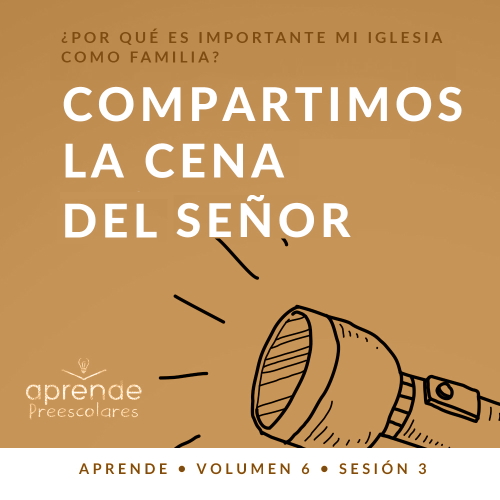 ¿POR QUÉ ES IMPORTANTE MI IGLESIA
COMO FAMILIA?
COMPARTIMOS
LA CENA
DEL SEÑOR
aprende
Preescolares
APRENDE • VOLUMEN 6 • SESIÓN 3